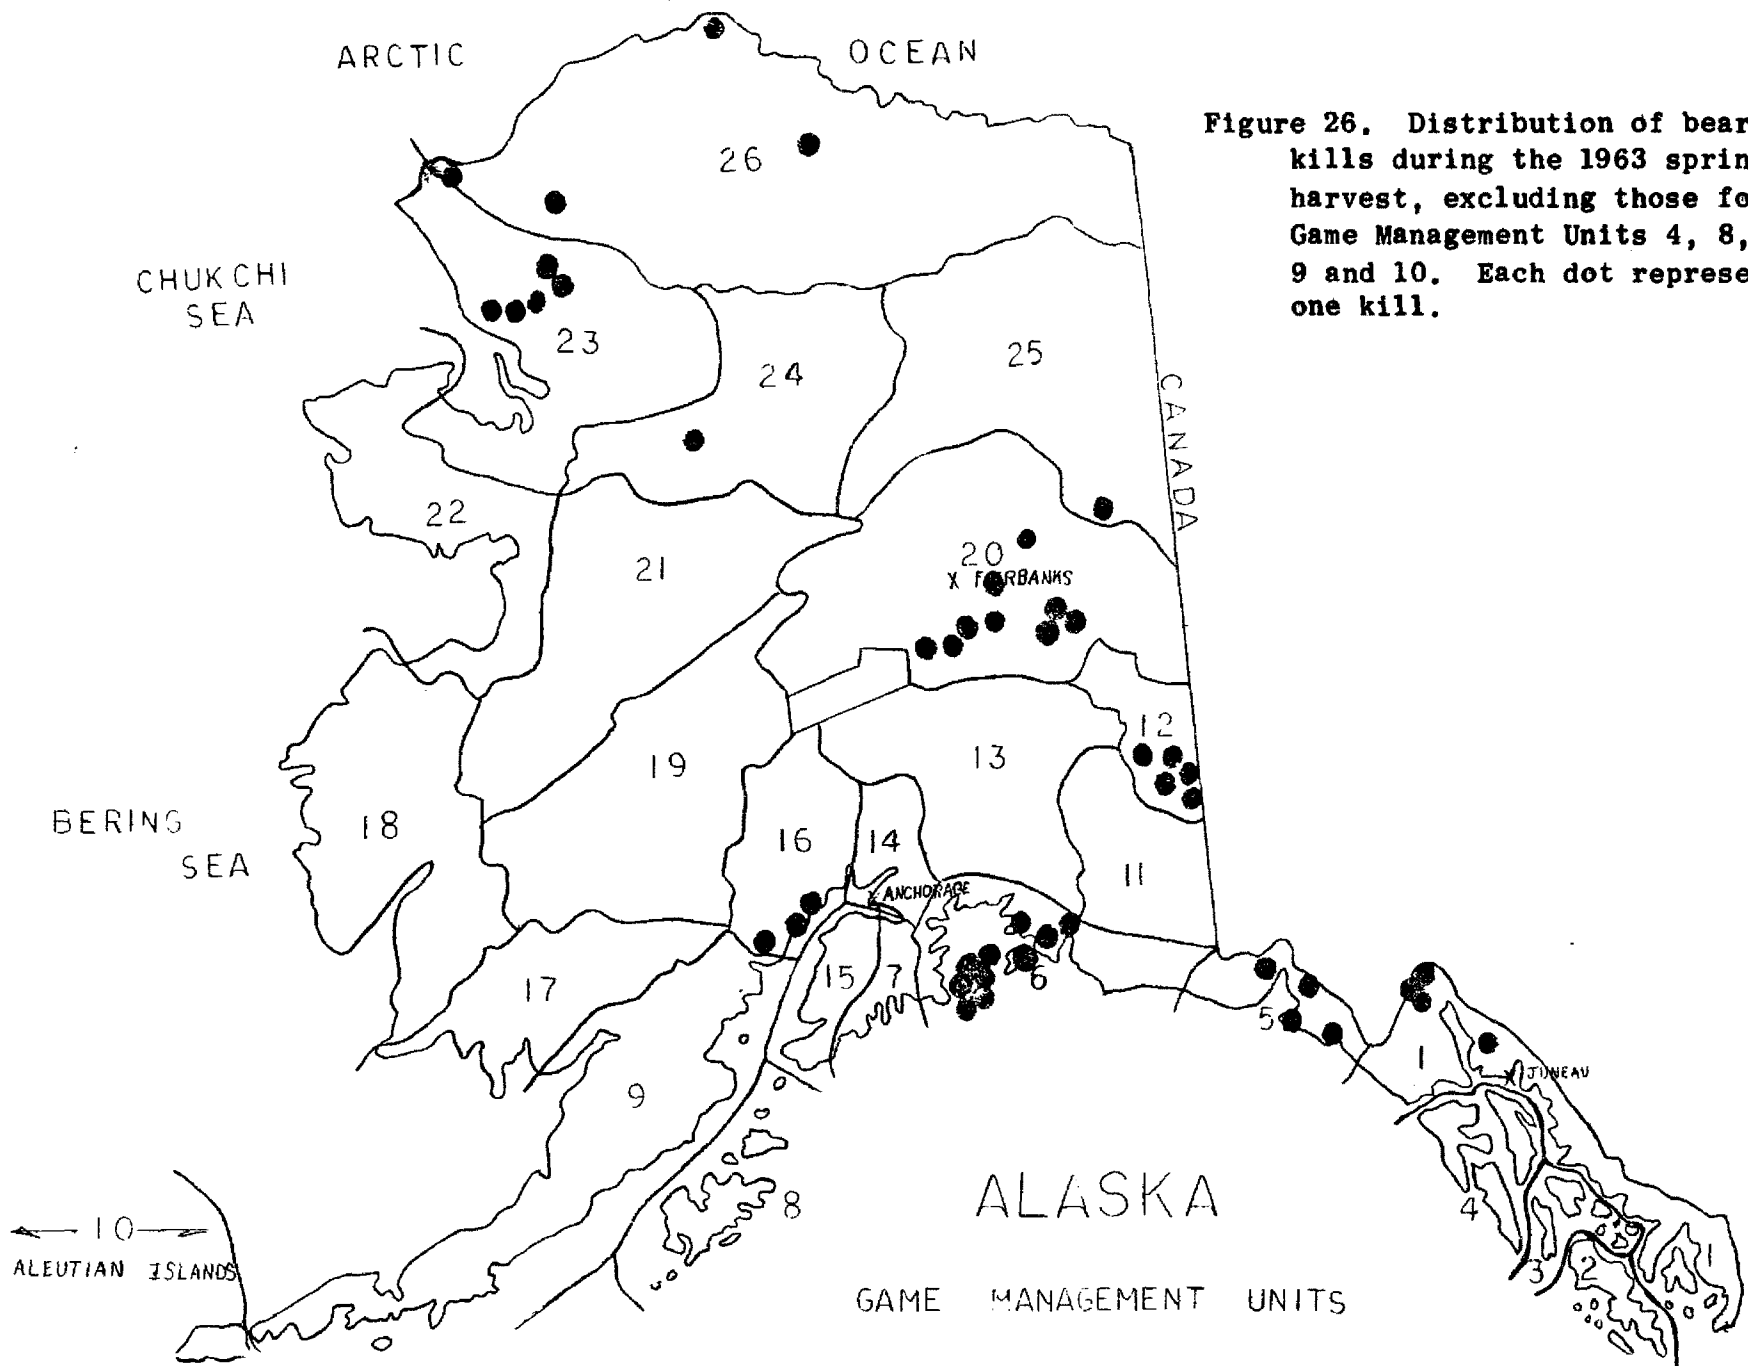 ARCTIC OCEAN
Figure 26. Distribution of bear
kills during the 1963 sprin
harvest, excluding those fo
Game Management Units 4, 8,
9 and 10. Each dot represe
one kill.
26
CHUKCHI
SEA
23
24
25
CANADA
22
21
20
X FAIRBANKS
12
19
13
BERING
SEA
18
16
14
11
X ANCHORAGE
17
15
7
6
5
9
1
X JUNEAU
8
4
ALASKA
10
ALEUTIAN ISLANDS
3
2
1
GAME MANAGEMENT UNITS